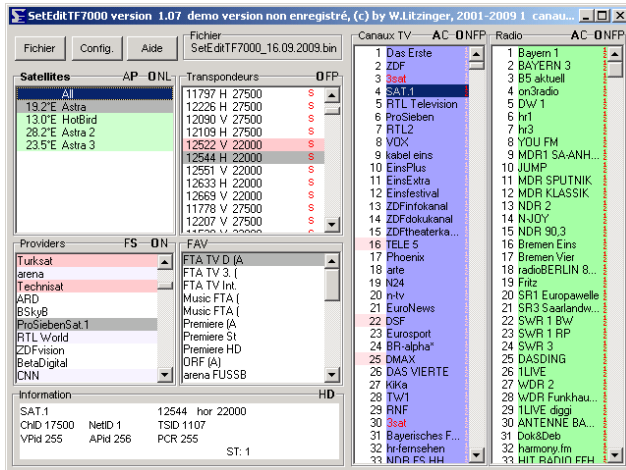 SetEditTF7000 version 1.07 demo version non enregistré, (c) by W.Litzinger, 2001-2009 1 canau...
Fichier
Config.
Aide
Fichier
SetEditTF7000_16.09.2009.bin
Satellites AP ONL
All
19.2°E Astra
13.0°E HotBird
28.2°E Astra 2
23.5°E Astra 3
Transpondeurs OFP
11797 H 27500 S
12226 H 27500 S
12090 V 27500 S
12109 H 27500 S
12522 V 22000 S
12544 H 22000 S
12551 V 22000 S
12633 H 22000 S
12669 V 22000 S
11778 V 27500 S
12207 V 27500 S
Providers FS ON
Turksat
arena
Technisat
ARD
BSkyB
ProSiebenSat.1
RTL World
ZDFvision
BetaDigital
CNN
FAV
FTA TV D (A
FTA TV 3. (
FTA TV Int.
Music FTA (
Music FTA (
Premiere (A
Premiere St
Premiere HD
ORF (A)
arena FUSSB
Information HD
SAT.1 12544 hor 22000
ChID 17500 NetID 1 TSID 1107
VPid 255 APid 256 PCR 255
ST: 1
Canaux TV AC ONFP
1 Das Erste
2 ZDF
3 3sat
4 SAT.1
5 RTL Television
6 ProSieben
7 RTL2
8 VOX
9 kabel eins
10 EinsPlus
11 EinsExtra
12 Einsfestival
13 ZDFinfokanal
14 ZDFdokukanal
15 ZDFtheaterka...
16 TELE 5
17 Phoenix
18 arte
19 N24
20 n-tv
21 EuroNews
22 DSF
23 Eurosport
24 BR-alpha*
25 DMAX
26 DAS VIERTE
27 KiKa
28 TW1
29 RNF
30 3sat
31 Bayerisches F...
32 hr-fernsehen
33 NDR FS HH
Radio AC ONFP
1 Bayern 1
2 BAYERN 3
3 B5 aktuell
4 on3radio
5 DW 1
6 hr1
7 hr3
8 YOU FM
9 MDR1 SA-ANH...
10 JUMP
11 MDR SPUTNIK
12 MDR KLASSIK
13 NDR 2
14 N-JOY
15 NDR 90,3
16 Bremen Eins
17 Bremen Vier
18 radioBERLIN 8...
19 Fritz
20 SR1 Europawelle
21 SR3 Saarlandw...
22 SWR 1 BW
23 SWR 1 RP
24 SWR 3
25 DASDING
26 1LIVE
27 WDR 2
28 WDR Funkhau...
29 1LIVE diggi
30 ANTENNE BA...
31 Dok&Deb
32 harmony.fm
33 HIT RADIO FFH